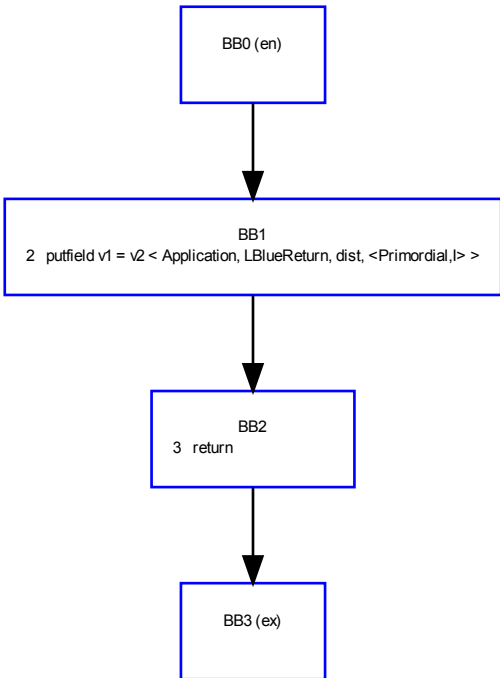 BB0 (en)
BB1
2 putfield v1 = v2 < Application, LBlueReturn, dist, <Primordial,I> >
BB2
3 return
BB3 (ex)